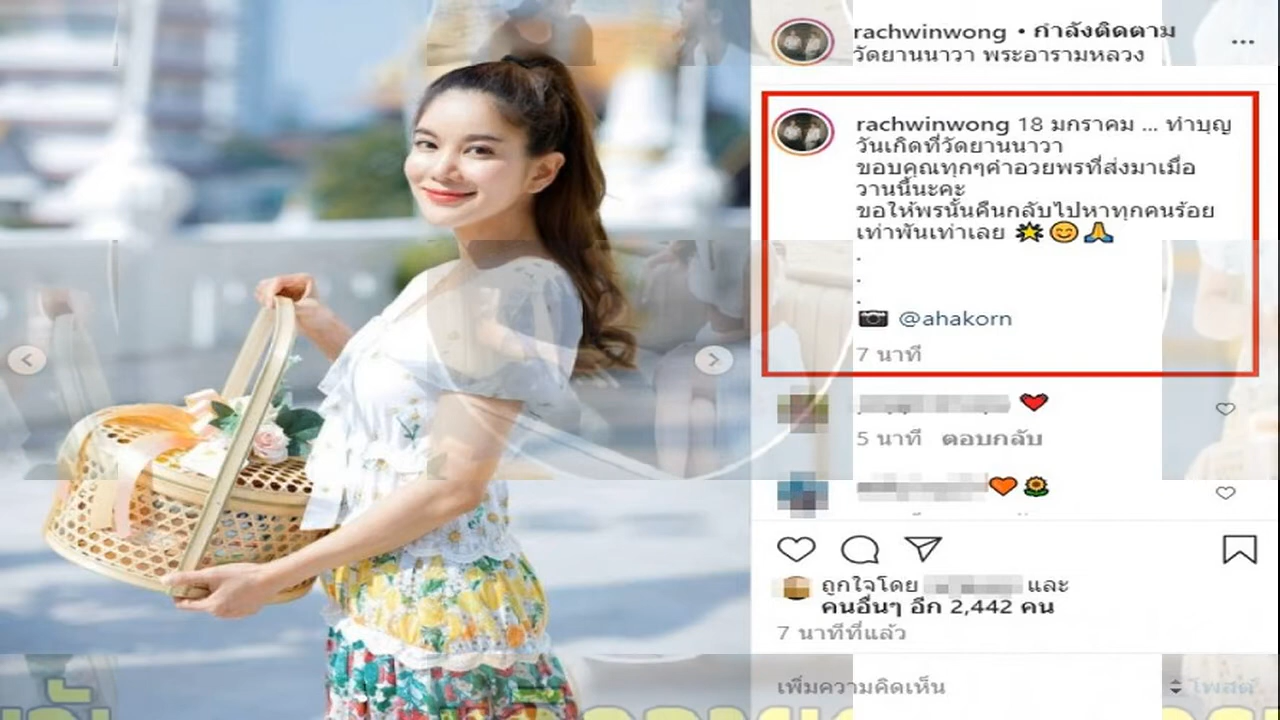 rachwinwong • กำลังติดตาม
วัดยานนาวา พระอารามหลวง
rachwinwong 18 มกราคม ... ทำบุญ
วันเกิดที่วัดยานนาวา
ขอบคุณทุกๆคำอวยพรที่ส่งมาเมื่อ
วานนี้นะคะ
ขอให้พรนั้นคืนกลับไปหาทุกคนร้อย
เท่าพันเท่าเลย 🌟😊🙏
.
.
.
📷 @ahakorn
7 นาที
❤️
5 นาที ตอบกลับ
🧡🌻
ถูกใจโดย และ
คนอื่นๆ อีก 2,442 คน
7 นาทีที่แล้ว
เพิ่มความคิดเห็น
โพสต์